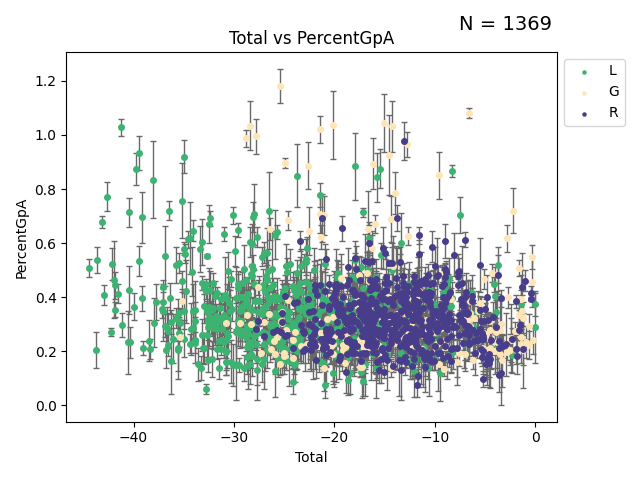 N = 1369
Total vs PercentGpA
L
G
R
1.2
1.0
0.8
0.6
0.4
0.2
0.0
PercentGpA
−40
−30
−20
−10
0
Total